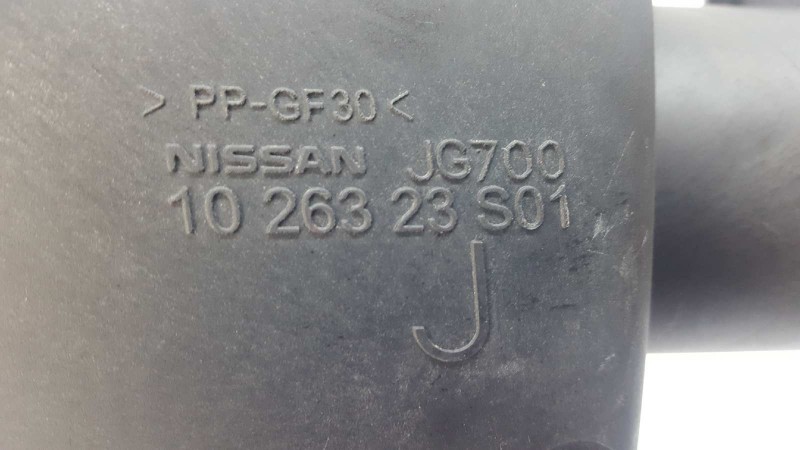 > PP-GF30 <
NISSAN JG700
10 263 23 S01
J